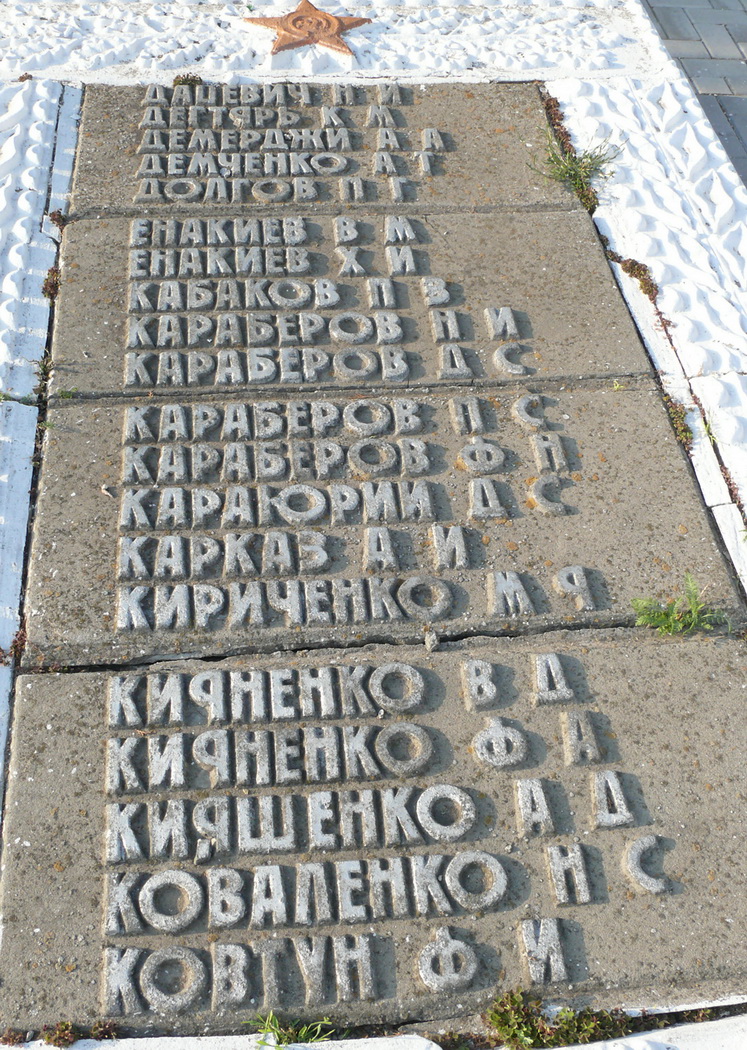 ДАЦЕВИЧ Н И
ДЕГТЯРЬ К М
ДЕМЕРДЖИ А А
ДЕМЧЕНКО А Т
ДОЛГОВ П Г
ЕНАКИЕВ В М
ЕНАКИЕВ Х И
КАБАКОВ П З
КАРАБЕРОВ Н И
КАРАБЕРОВ Д С
КАРАБЕРОВ П С
КАРАБЕРОВ Ф Н
КАРАЮРИЙ Д С
КАРКАЗ А И
КИРИЧЕНКО М Я
КИЯНЕНКО В Д
КИЯНЕНКО Ф А
КИЯШЕНКО А Д
КОВАЛЕНКО Н С
КОВТУН Ф И